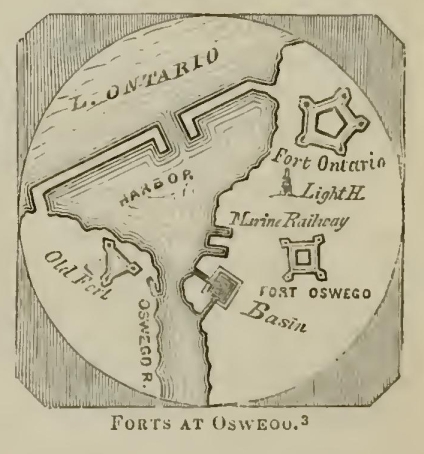 L. ONTARIO
HARBOR
Fort Ontario
Light H.
Marine Railway
Old Fort
FORT OSWEGO
OSWEGO R.
Basin
FORTS AT OSWEGO.³